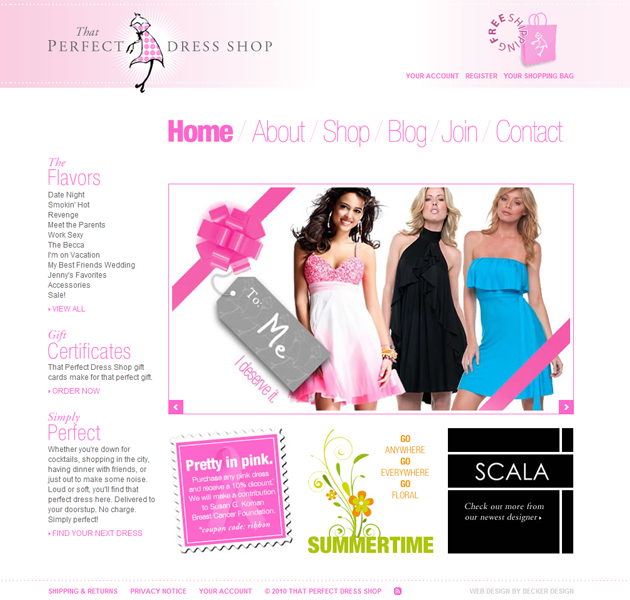 That
PERFECT DRESS SHOP
FREE SHIPPING
YOUR ACCOUNT REGISTER YOUR SHOPPING BAG
Home / About / Shop / Blog / Join / Contact
The
Flavors
Date Night
Smokin' Hot
Revenge
Meet the Parents
Work Sexy
The Becca
I'm on Vacation
My Best Friends Wedding
Jenny's Favorites
Accessories
Sale!
VIEW ALL
Gift
Certificates
That Perfect Dress Shop gift
cards make for that perfect gift.
ORDER NOW
Simply
Perfect
Whether you're down for
cocktails, shopping in the city,
having dinner with friends, or
just out to make some noise.
Loud or soft, you'll find that
perfect dress here. Delivered to
your doorstup. No charge.
Simply perfect!
FIND YOUR NEXT DRESS
To:
Me
I deserve it.
Pretty in pink.
Purchase any pink dress
and receive a 10% discount.*
We will make a contribution
to Susan G. Koman
Breast Cancer Foundation.
*coupon code: ribbon
GO
ANYWHERE
GO
EVERYWHERE
GO
FLORAL
SUMMERTIME
SCALA
Check out more from
our newest designer
SHIPPING & RETURNS PRIVACY NOTICE YOUR ACCOUNT © 2010 THAT PERFECT DRESS SHOP WEB DESIGN BY BECKER DESIGN